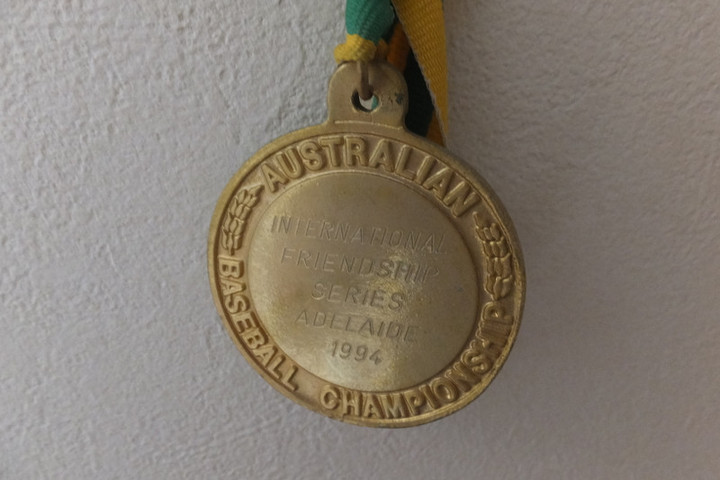 AUSTRALIAN
INTERNATIONAL
FRIENDSHIP
SERIES
ADELAIDE
1994
BASEBALL CHAMPIONSHIP